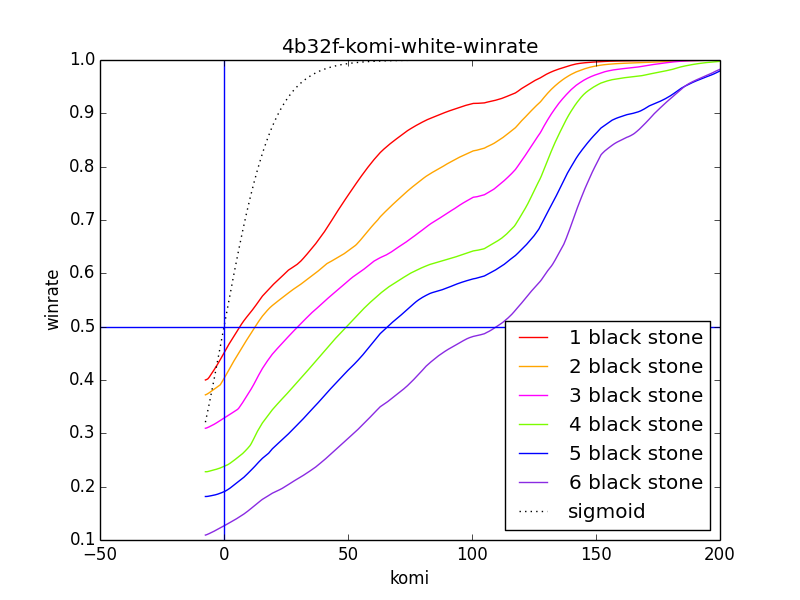 4b32f-komi-white-winrate
winrate
1.0
0.9
0.8
0.7
0.6
0.5
0.4
0.3
0.2
0.1
1 black stone
2 black stone
3 black stone
4 black stone
5 black stone
6 black stone
sigmoid
−50 0 50 100 150 200
komi